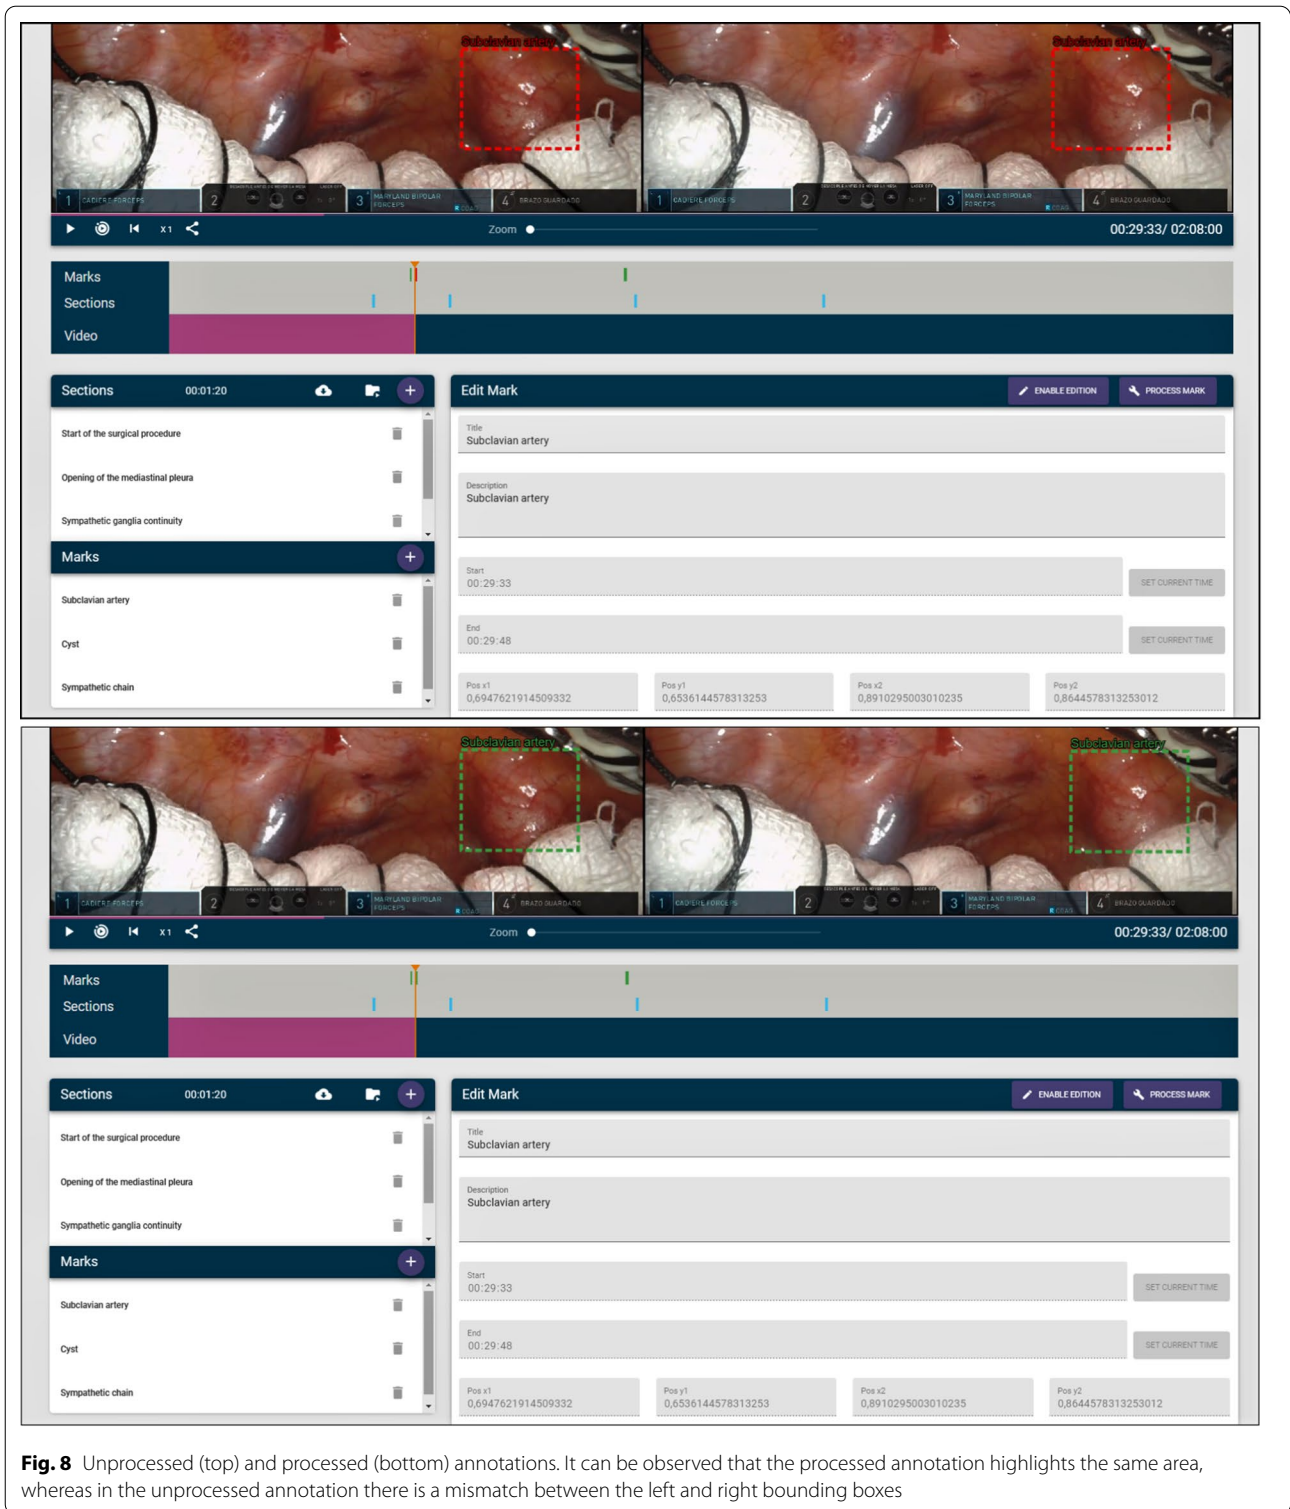 Subclavian artery Subclavian artery
1 CADIERE FORCEPS 2 3 MARYLAND BIPOLAR FORCEPS 4 BRAZO GUARDADO 1 CADIERE FORCEPS 2 3 MARYLAND BIPOLAR FORCEPS 4 BRAZO GUARDADO
x1 Zoom 00:29:33/ 02:08:00
Marks
Sections
Video
Sections 00:01:20 +
Start of the surgical procedure
Opening of the mediastinal pleura
Sympathetic ganglia continuity
Marks +
Subclavian artery
Cyst
Sympathetic chain
Edit Mark ENABLE EDITION PROCESS MARK
Title
Subclavian artery
Description
Subclavian artery
Start
00:29:33 SET CURRENT TIME
End
00:29:48 SET CURRENT TIME
Pos x1 Pos y1 Pos x2 Pos y2
0,6947621914509332 0,6536144578313253 0,8910295003010235 0,8644578313253012
Subclavian artery Subclavian artery
1 CADIERE FORCEPS 2 3 MARYLAND BIPOLAR FORCEPS 4 BRAZO GUARDADO 1 CADIERE FORCEPS 2 3 MARYLAND BIPOLAR FORCEPS 4 BRAZO GUARDADO
x1 Zoom 00:29:33/ 02:08:00
Marks
Sections
Video
Sections 00:01:20 +
Start of the surgical procedure
Opening of the mediastinal pleura
Sympathetic ganglia continuity
Marks +
Subclavian artery
Cyst
Sympathetic chain
Edit Mark ENABLE EDITION PROCESS MARK
Title
Subclavian artery
Description
Subclavian artery
Start
00:29:33 SET CURRENT TIME
End
00:29:48 SET CURRENT TIME
Pos x1 Pos y1 Pos x2 Pos y2
0,6947621914509332 0,6536144578313253 0,8910295003010235 0,8644578313253012
Fig. 8 Unprocessed (top) and processed (bottom) annotations. It can be observed that the processed annotation highlights the same area,
whereas in the unprocessed annotation there is a mismatch between the left and right bounding boxes